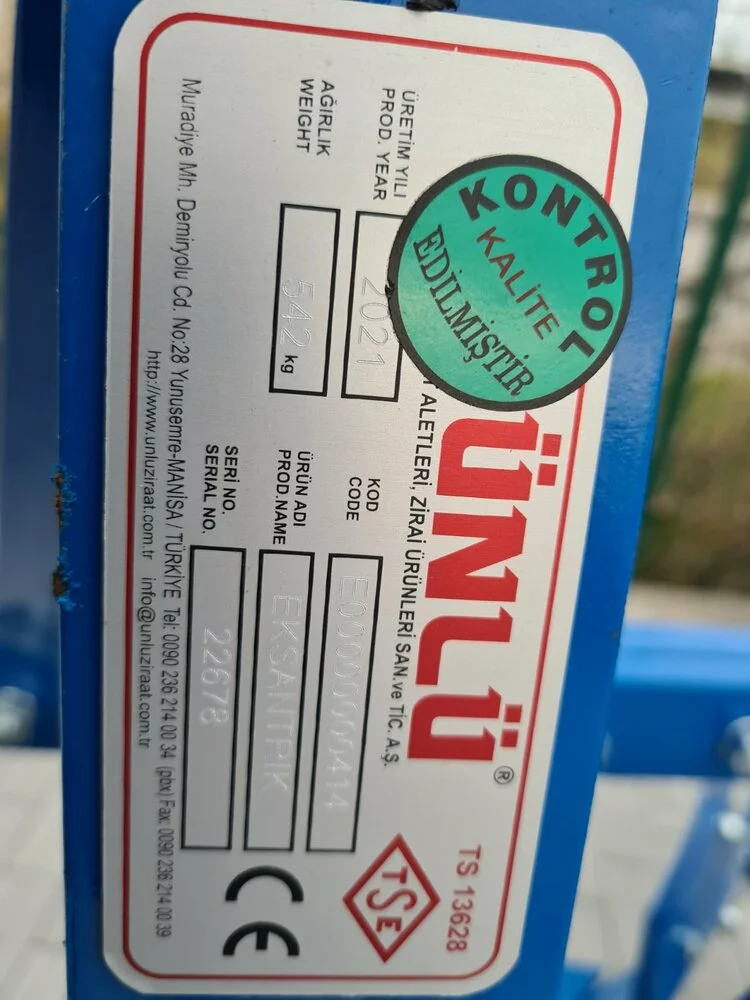 KONTROL
KALİTE
EDİLMİŞTİR
ÜNLÜ ®
TS 13628
TSE
ALETLERİ, ZİRAİ ÜRÜNLERİ SAN.ve TİC. A.Ş.
ÜRETİM YILI
PROD. YEAR
2021
KOD
CODE
E0000000414
AĞIRLIK
WEIGHT
542 kg
ÜRÜN ADI
PROD.NAME
EKSANTRIK
SERİ NO.
SERIAL NO.
22678
CE
Muradiye Mh. Demiryolu Cd. No:28 Yunusemre-MANİSA / TÜRKİYE Tel: 0090 236 214 00 34 (pbx) Fax: 0090 236 214 00 39
http://www.unluziraat.com.tr info@unluziraat.com.tr